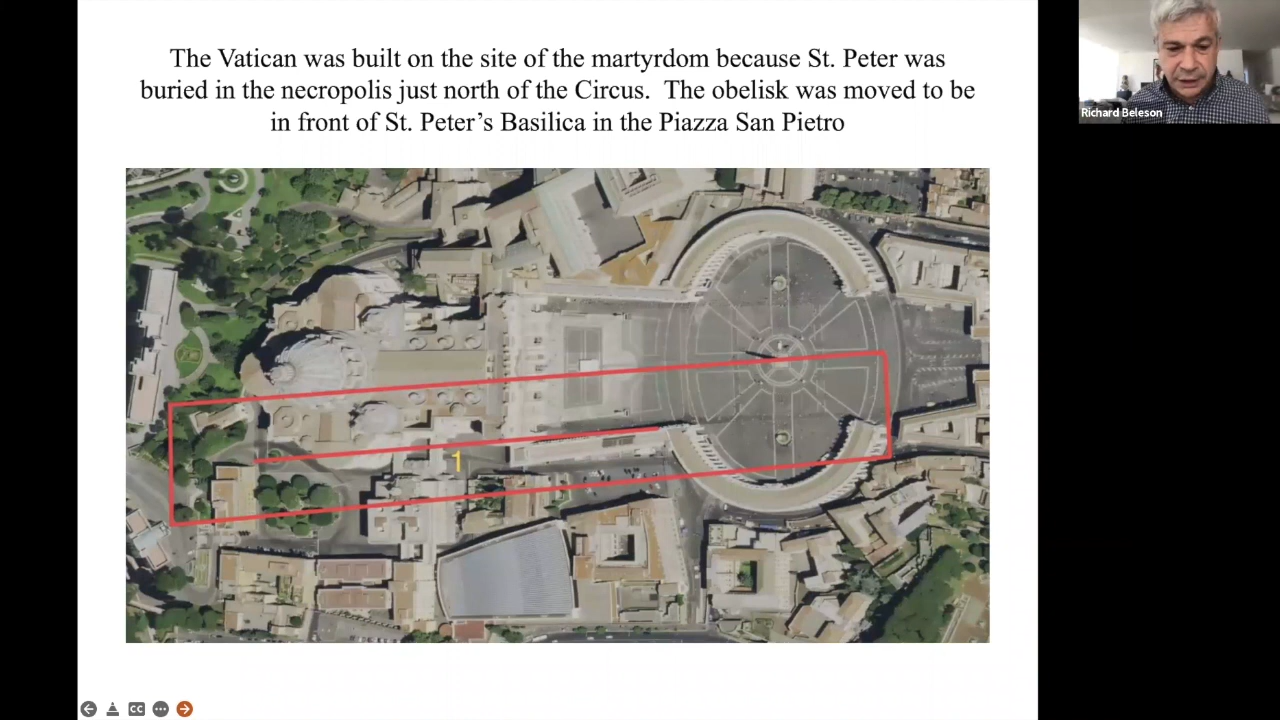 The Vatican was built on the site of the martyrdom because St. Peter was
buried in the necropolis just north of the Circus.  The obelisk was moved to be
in front of St. Peter’s Basilica in the Piazza San Pietro
Richard Beleson
1
CC